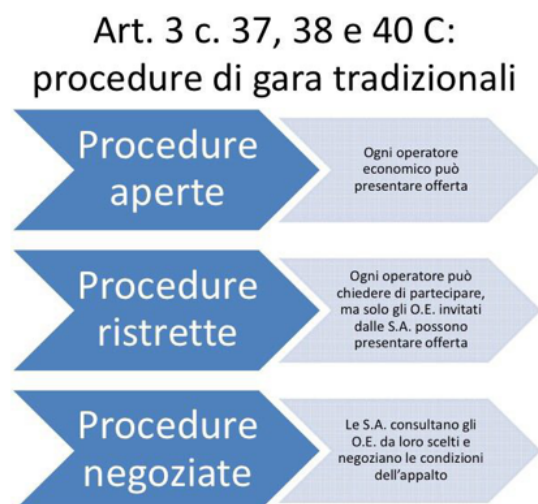 Art. 3 c. 37, 38 e 40 C:
procedure di gara tradizionali
Procedure
aperte
Ogni operatore
economico può
presentare offerta
Procedure
ristrette
Ogni operatore può
chiedere di partecipare,
ma solo gli O.E. invitati
dalle S.A. possono
presentare offerta
Procedure
negoziate
Le S.A. consultano gli
O.E. da loro scelti e
negoziano le condizioni
dell'appalto